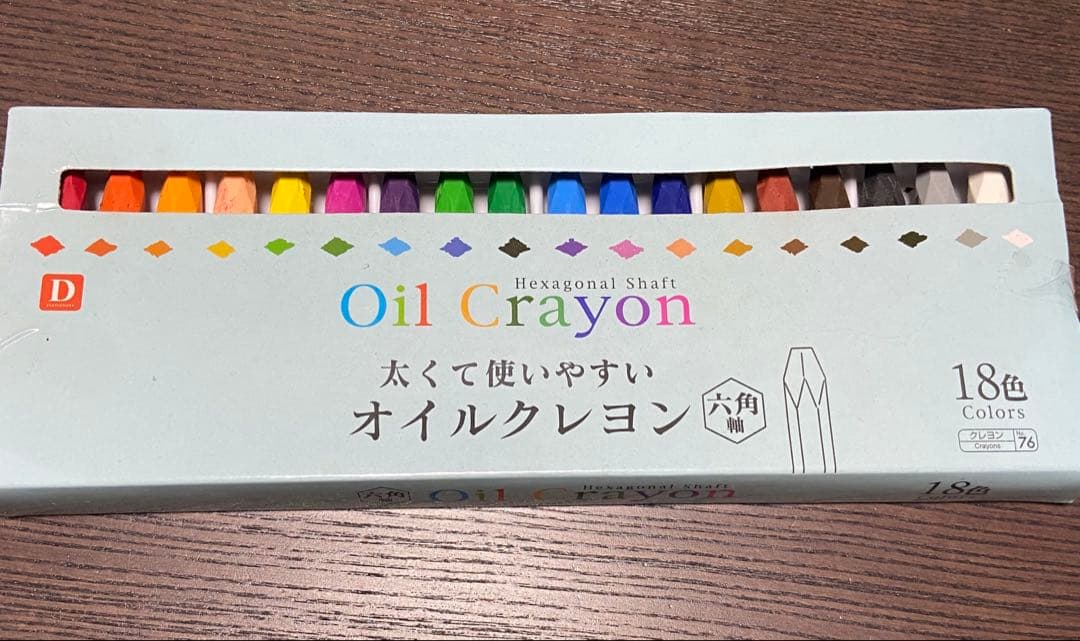 D
Hexagonal Shaft
Oil Crayon
太くて使いやすい
オイルクレヨン
六角
軸
18色
Colors
クレヨン
Crayons
No.
76
六角
Hexagonal Shaft
Oil Crayon
18色